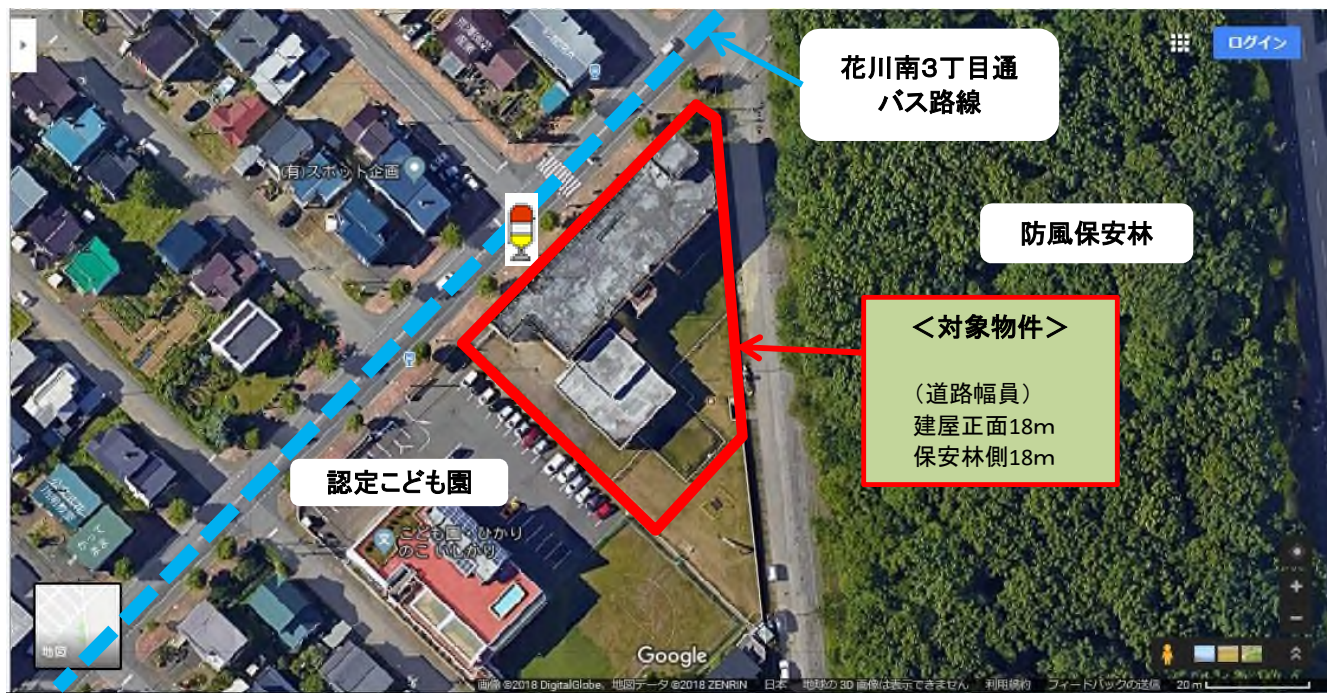 ログイン
花川南3丁目通
バス路線
(有)スポット企画
防風保安林
＜対象物件＞
（道路幅員）
建屋正面18m
保安林側18m
認定こども園
こども園・ひかり
のこ いしかり
地図
Google
画像 ©2018 DigitalGlobe、地図データ ©2018 ZENRIN
日本
地球の 3D 画像は表示できません
利用規約
フィードバックの送信
20 m